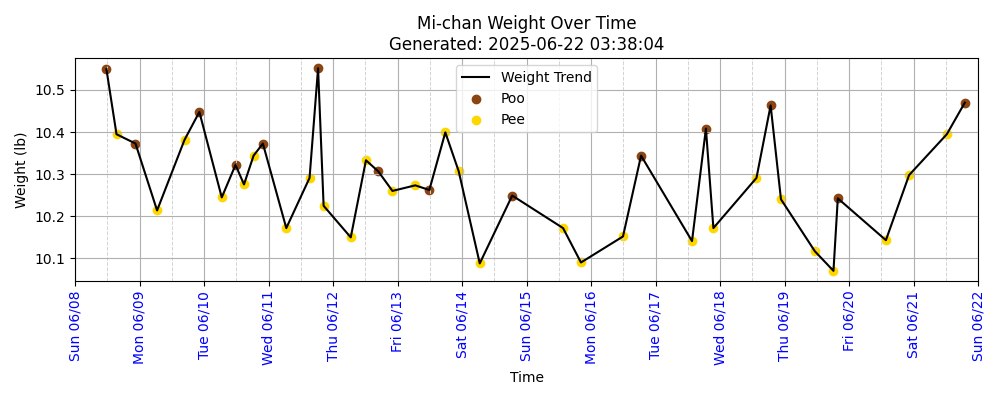 Mi-chan Weight Over Time
Generated: 2025-06-22 03:38:04
Weight (lb)
10.5
10.4
10.3
10.2
10.1
Weight Trend
Poo
Pee
Sun 06/08
Mon 06/09
Tue 06/10
Wed 06/11
Thu 06/12
Fri 06/13
Sat 06/14
Sun 06/15
Mon 06/16
Tue 06/17
Wed 06/18
Thu 06/19
Fri 06/20
Sat 06/21
Sun 06/22
Time